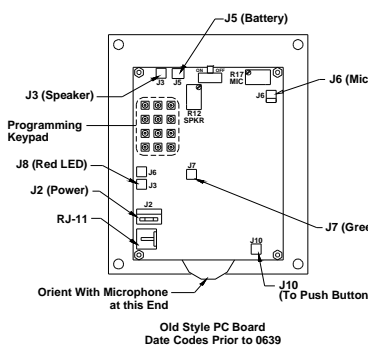 J5 (Battery)
J3 (Speaker)
J3
J5
ON
OFF
R17
MIC
J6
J6 (Mic
R12
SPKR
Programming
Keypad
J8 (Red LED)
J6
J3
J7
J2 (Power)
J2
RJ-11
J7 (Gree
J10
J10
(To Push Button
Orient With Microphone
at this End
Old Style PC Board
Date Codes Prior to 0639